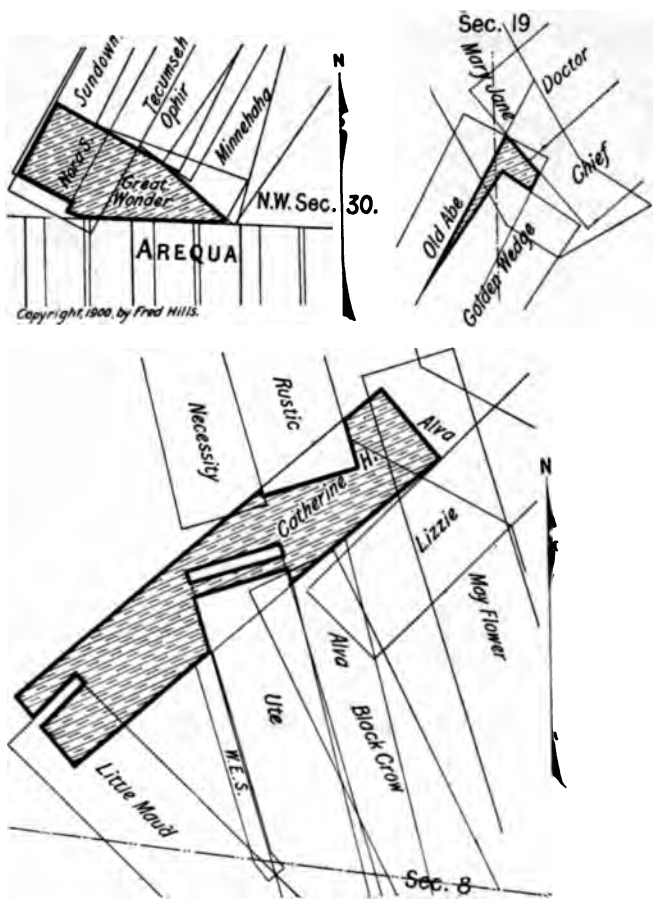 Sundown.
Tecumseh
Ophir
Minnehaha
Nora S.
Great
Wonder
N.W. Sec. 30.
AREQUA
Copyright, 1900, by Fred Hills.
N
Sec. 19
Mary Jane
Doctor
Chief
Old Abe
Golden Wedge
Necessity
Rustic
Alva
Catherine H.
Lizzie
N
May Flower
Alva
Ute
Black Crow
W.E.S.
Little Maud
Sec. 8